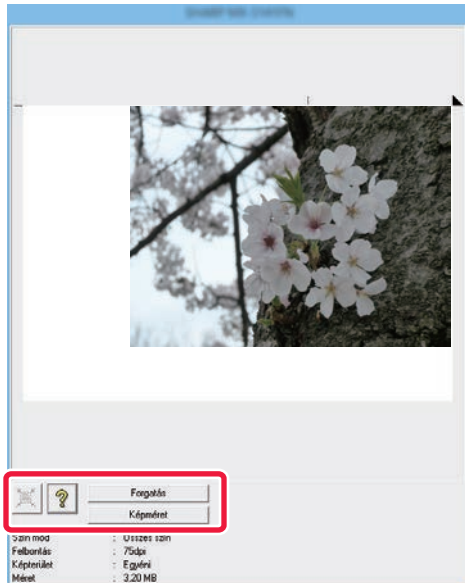 ?
Forgatás
Képméret
Szín mód : Összes szín
Felbontás : 75dpi
Képterület : Egyéni
Méret : 3.20 MB